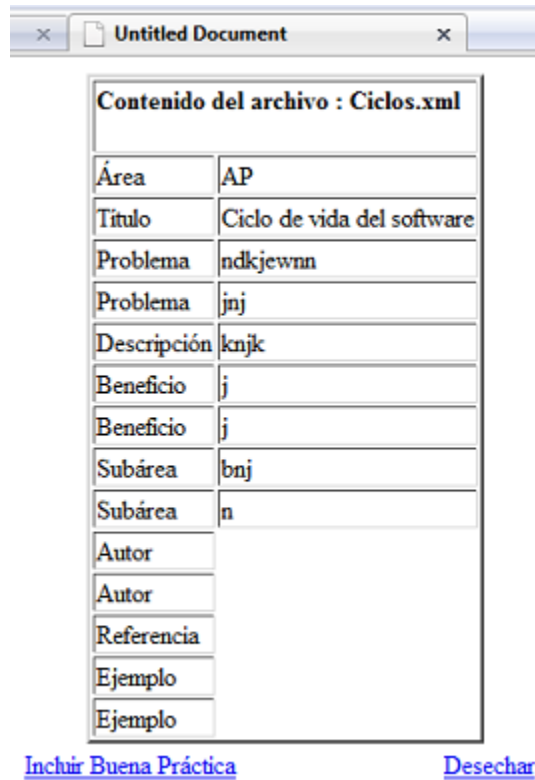 Untitled Document
Contenido del archivo : Ciclos.xml
Área AP
Título Ciclo de vida del software
Problema ndkjewnn
Problema jnj
Descripción knjk
Beneficio j
Beneficio j
Subárea bnj
Subárea n
Autor
Autor
Referencia
Ejemplo
Ejemplo
Incluir Buena Práctica Desechar